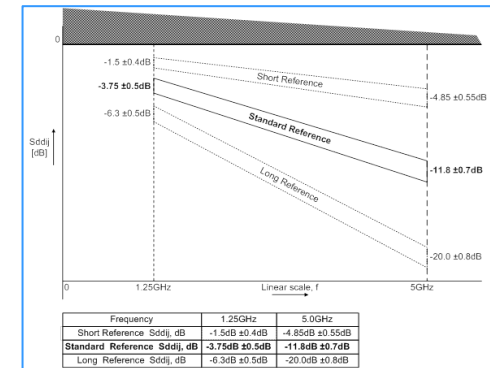 0
-1.5 ±0.4dB
Short Reference
-4.85 ±0.55dB
-3.75 ±0.5dB
-6.3 ±0.5dB
Standard Reference
Sddij
[dB]
-11.8 ±0.7dB
Long Reference
-20.0 ±0.8dB
0
1.25GHz
Linear scale, f
5GHz
Frequency 1.25GHz 5.0GHz
Short Reference Sddij, dB -1.5dB ±0.4dB -4.85dB ±0.55dB
Standard Reference Sddij, dB -3.75dB ±0.5dB -11.8dB ±0.7dB
Long Reference Sddij, dB -6.3dB ±0.5dB -20.0dB ±0.8dB